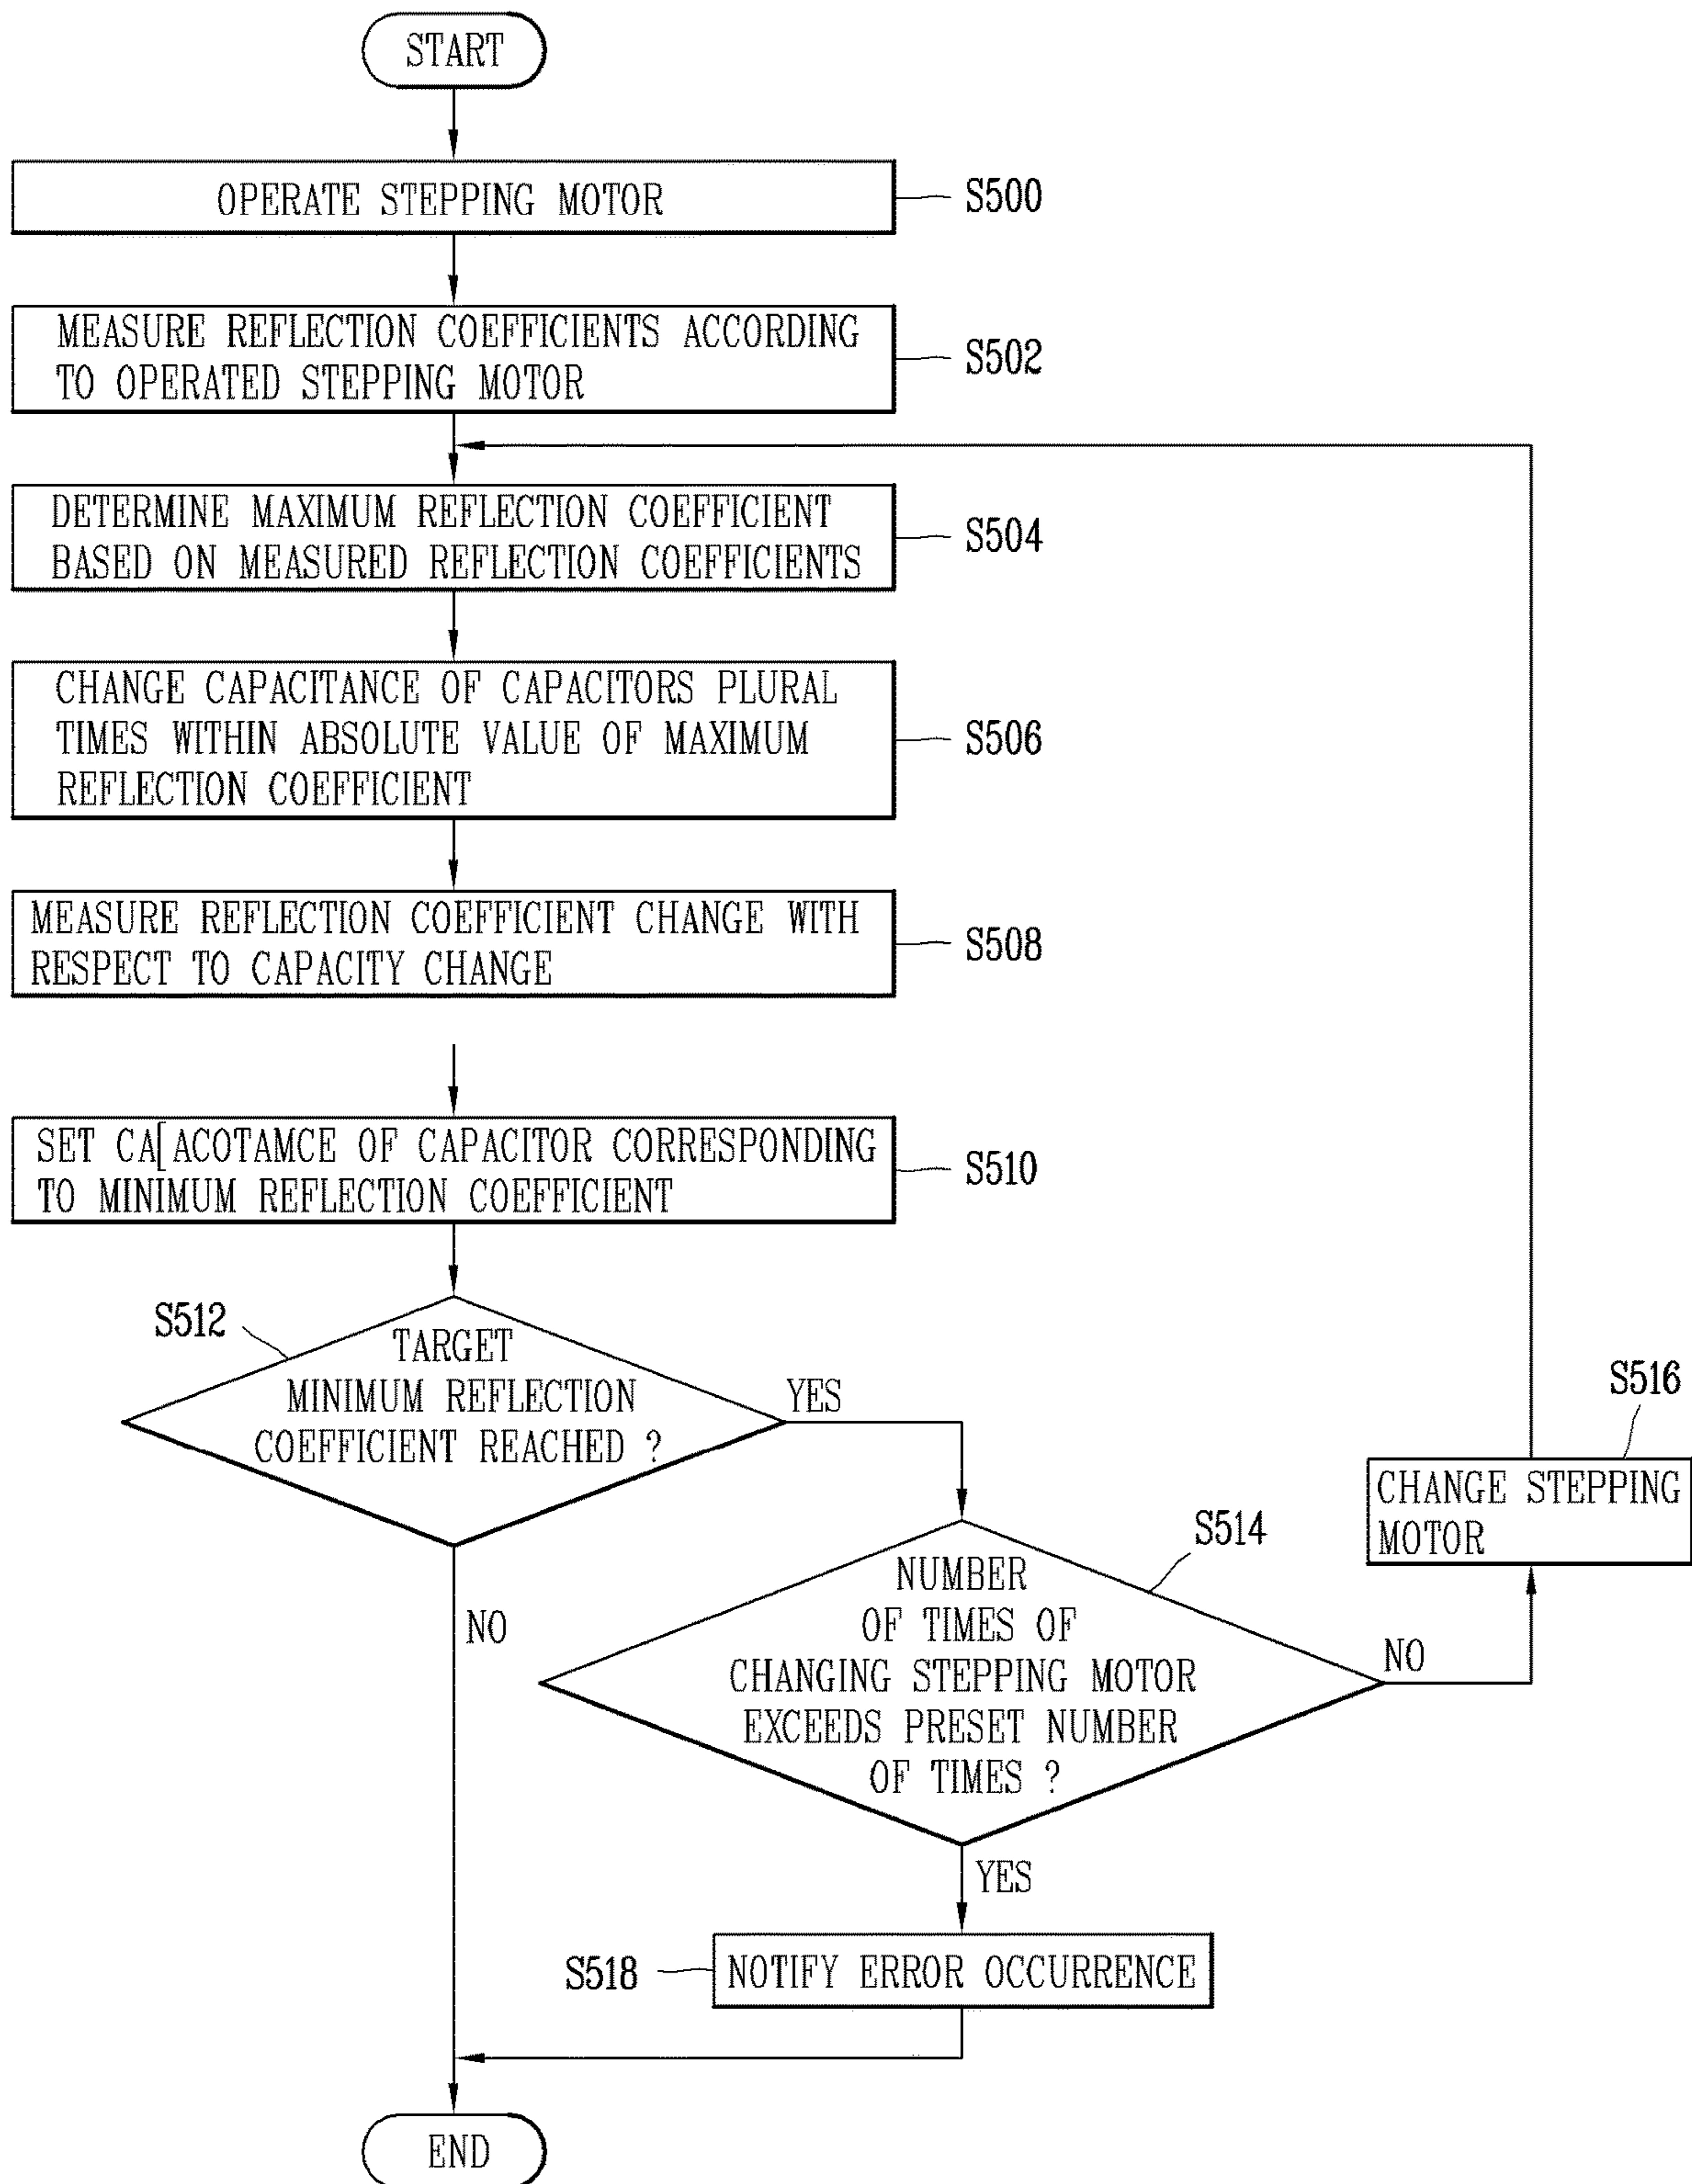 START
OPERATE STEPPING MOTOR
S500
MEASURE REFLECTION COEFFICIENTS ACCORDING
TO OPERATED STEPPING MOTOR
S502
DETERMINE MAXIMUM REFLECTION COEFFICIENT
BASED ON MEASURED REFLECTION COEFFICIENTS
S504
CHANGE CAPACITANCE OF CAPACITORS PLURAL
TIMES WITHIN ABSOLUTE VALUE OF MAXIMUM
REFLECTION COEFFICIENT
S506
MEASURE REFLECTION COEFFICIENT CHANGE WITH
RESPECT TO CAPACITY CHANGE
S508
SET CA[ACOTAMCE OF CAPACITOR CORRESPONDING
TO MINIMUM REFLECTION COEFFICIENT
S510
S512
TARGET
MINIMUM REFLECTION
COEFFICIENT REACHED ?
YES
NO
S514
NUMBER
OF TIMES OF
CHANGING STEPPING MOTOR
EXCEEDS PRESET NUMBER
OF TIMES ?
NO
YES
S516
CHANGE STEPPING
MOTOR
S518
NOTIFY ERROR OCCURRENCE
END